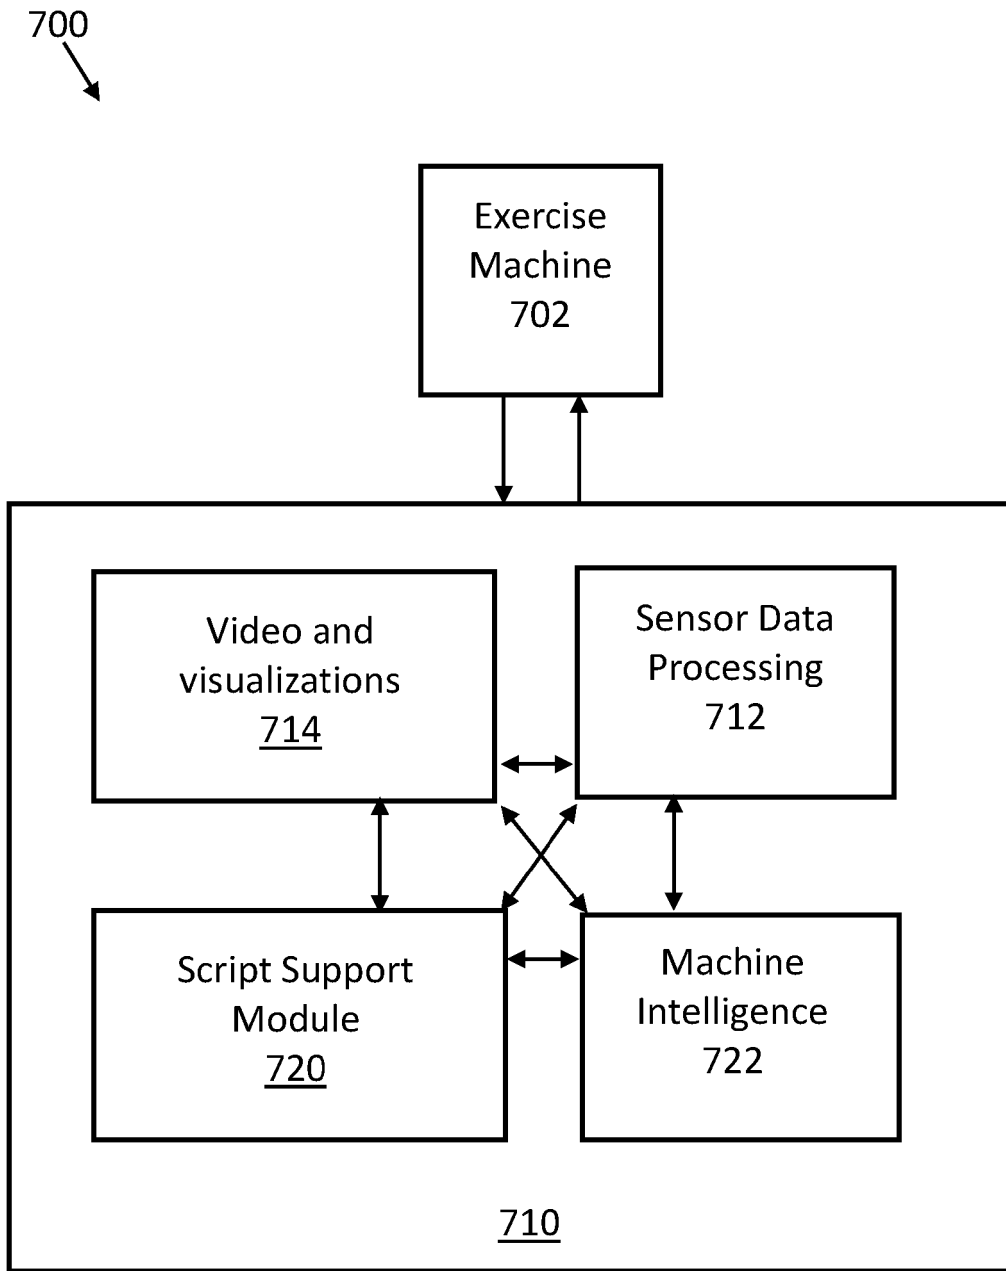 700
Exercise
Machine
702
Video and
visualizations
714
Sensor Data
Processing
712
Script Support
Module
720
Machine
Intelligence
722
710